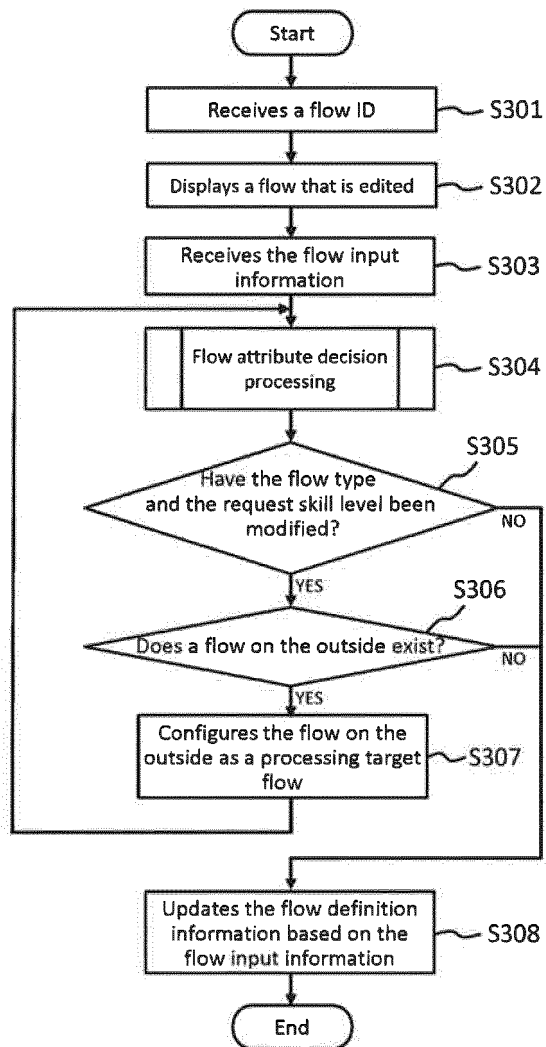 Start
Receives a flow ID
S301
Displays a flow that is edited
S302
Receives the flow input
information
S303
Flow attribute decision
processing
S304
S305
Have the flow type
and the request skill level been
modified?
NO
YES
S306
Does a flow on the outside exist?
NO
YES
Configures the flow on the
outside as a processing target
flow
S307
Updates the flow definition
information based on the
flow input information
S308
End